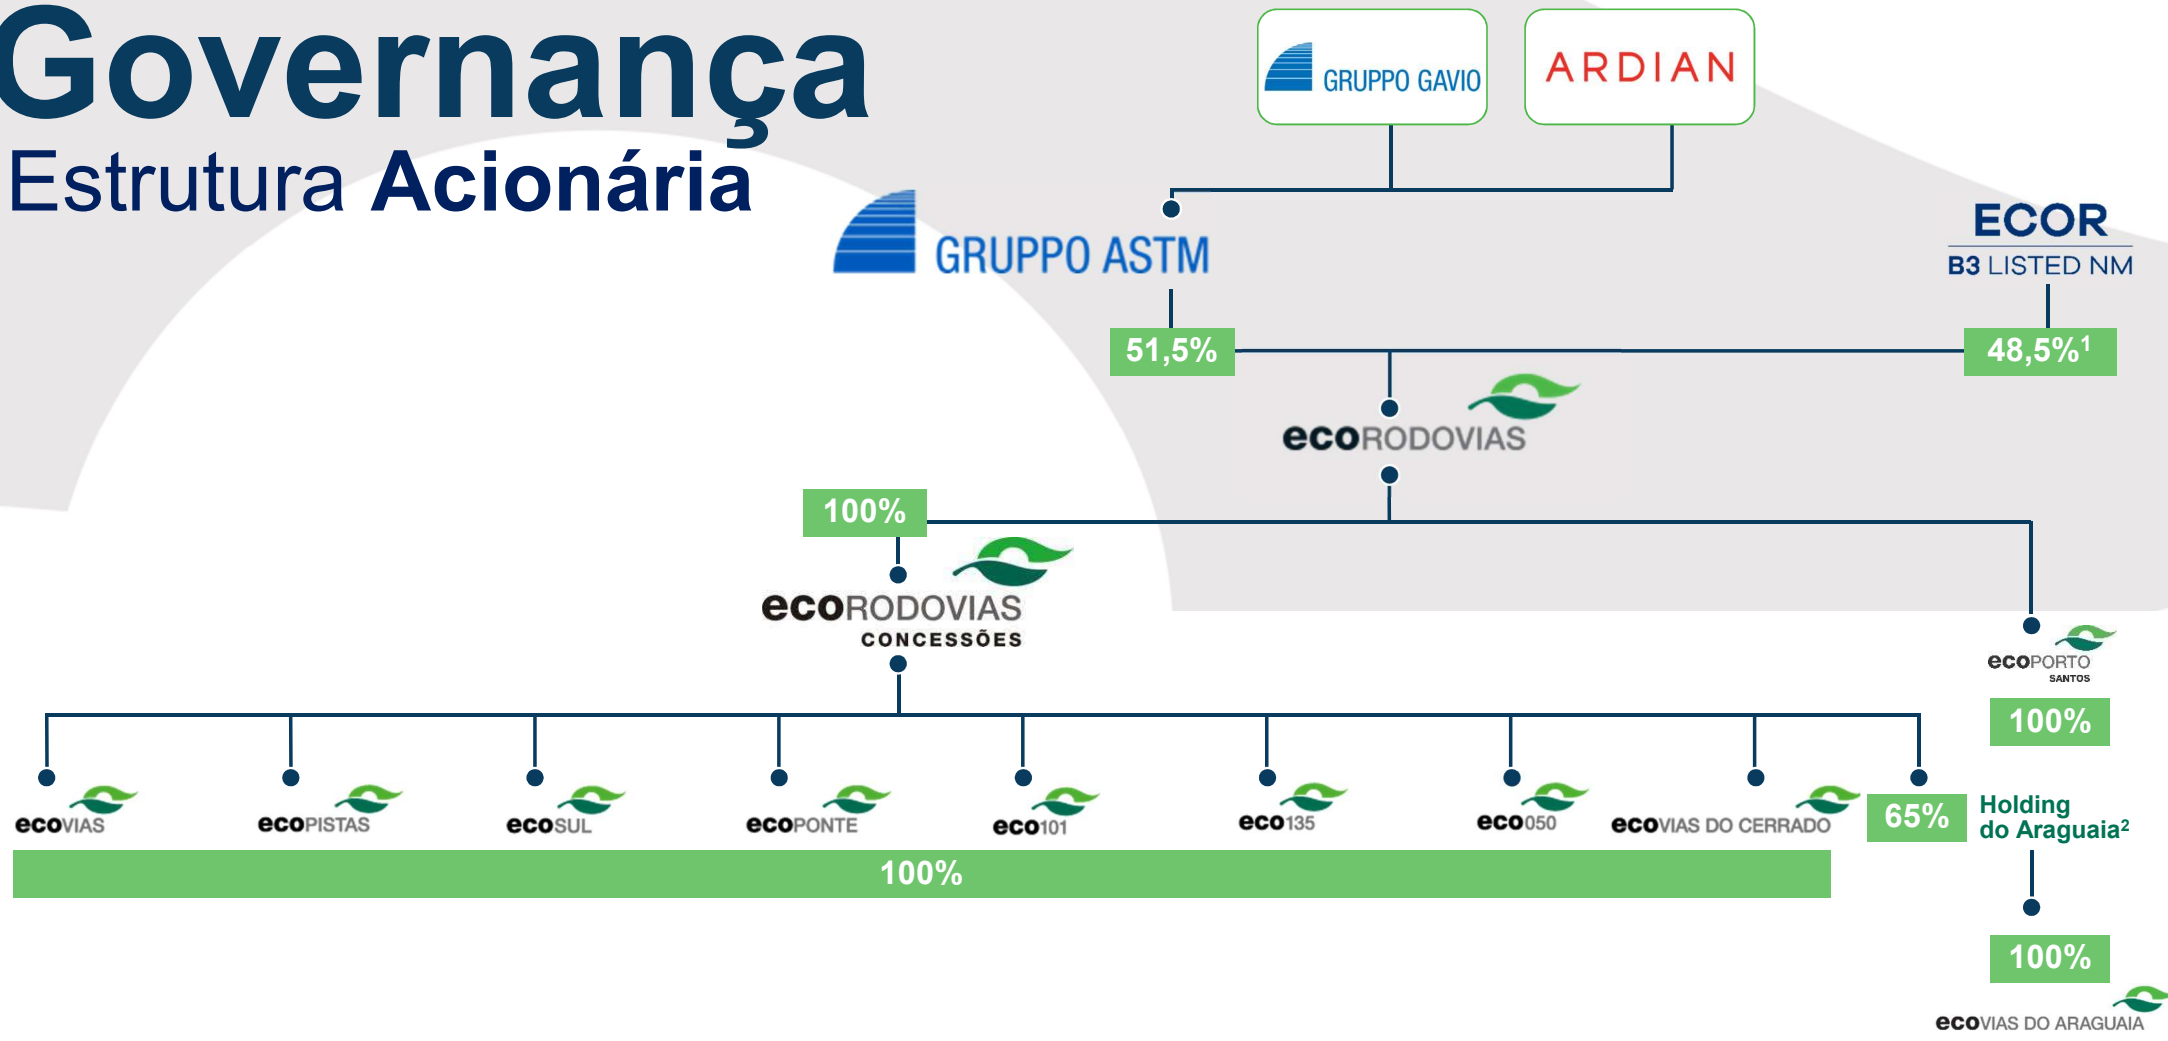 Governança
Estrutura Acionária
GRUPPO GAVIO
ARDIAN
GRUPPO ASTM
ECOR
B3 LISTED NM
51,5%
48,5%¹
ecoRODOVIAS
100%
ecoRODOVIAS
CONCESSÕES
ecoPORTO
SANTOS
100%
ecoVIAS
ecoPISTAS
ecoSUL
ecoPONTE
eco101
eco135
eco050
ecoVIAS DO CERRADO
65%
Holding
do Araguaia²
100%
100%
ecoVIAS DO ARAGUAIA